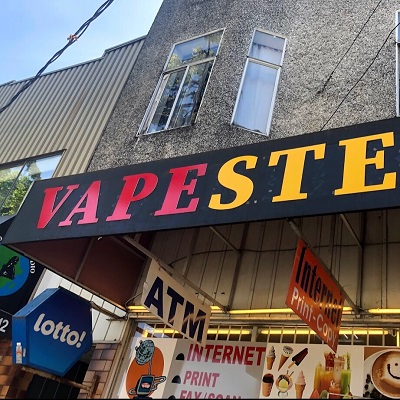 VAPESTE
ATM
Internet
Print-Copy
lotto!
INTERNET
PRINT
FAX/SCAN